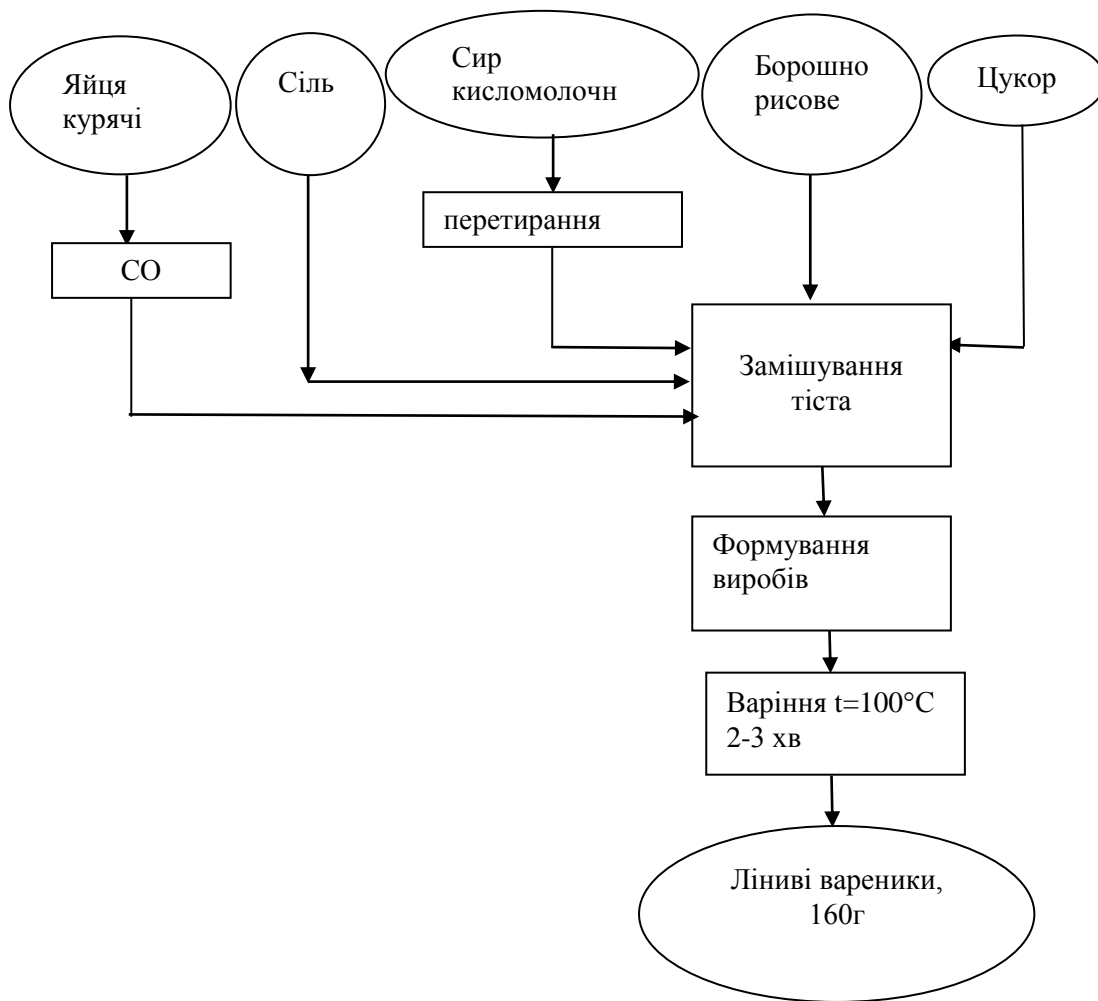 Яйця
курячі
Сіль
Сир
кисломолочн
Борошно
рисове
Цукор
перетирання
СО
Замішування
тіста
Формування
виробів
Варіння t=100°C
2-3 хв
Ліниві вареники,
160г